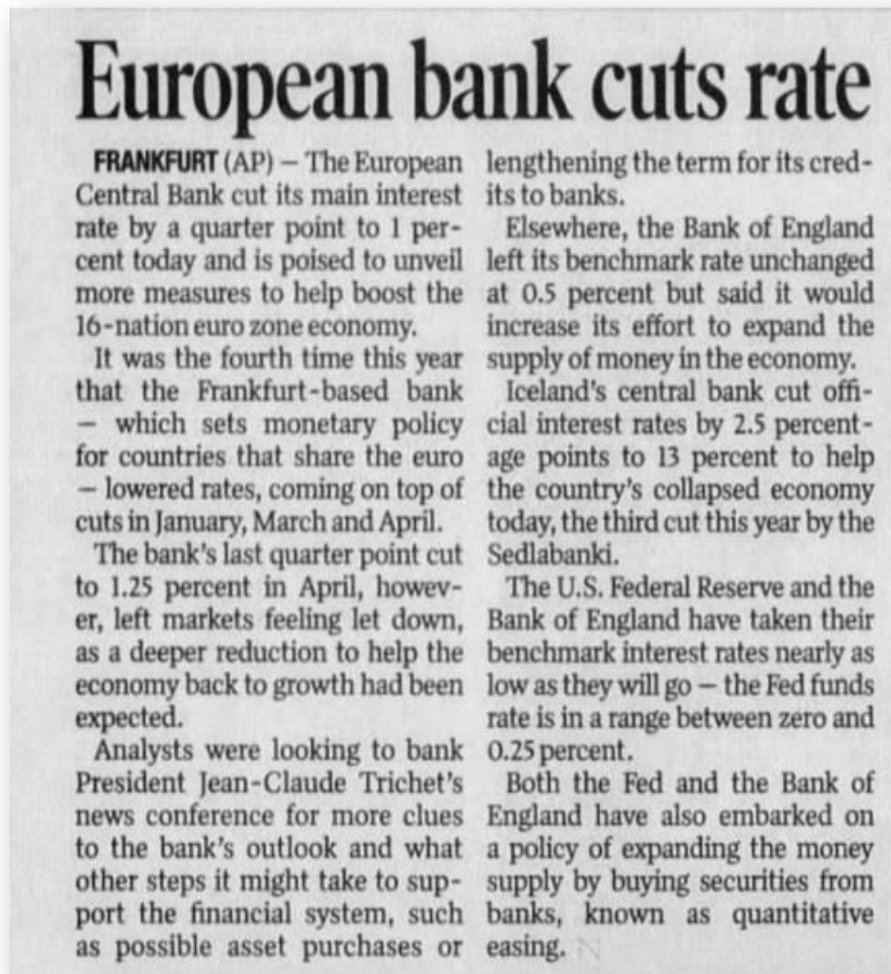 European bank cuts rate
FRANKFURT (AP) — The European
Central Bank cut its main interest
rate by a quarter point to 1 per-
cent today and is poised to unveil
more measures to help boost the
16-nation euro zone economy.
It was the fourth time this year
that the Frankfurt-based bank
— which sets monetary policy
for countries that share the euro
— lowered rates, coming on top of
cuts in January, March and April.
The bank's last quarter point cut
to 1.25 percent in April, howev-
er, left markets feeling let down,
as a deeper reduction to help the
economy back to growth had been
expected.
Analysts were looking to bank
President Jean-Claude Trichet's
news conference for more clues
to the bank's outlook and what
other steps it might take to sup-
port the financial system, such
as possible asset purchases or
lengthening the term for its cred-
its to banks.
Elsewhere, the Bank of England
left its benchmark rate unchanged
at 0.5 percent but said it would
increase its effort to expand the
supply of money in the economy.
Iceland's central bank cut offi-
cial interest rates by 2.5 percent-
age points to 13 percent to help
the country's collapsed economy
today, the third cut this year by the
Sedlabanki.
The U.S. Federal Reserve and the
Bank of England have taken their
benchmark interest rates nearly as
low as they will go — the Fed funds
rate is in a range between zero and
0.25 percent.
Both the Fed and the Bank of
England have also embarked on
a policy of expanding the money
supply by buying securities from
banks, known as quantitative
easing.